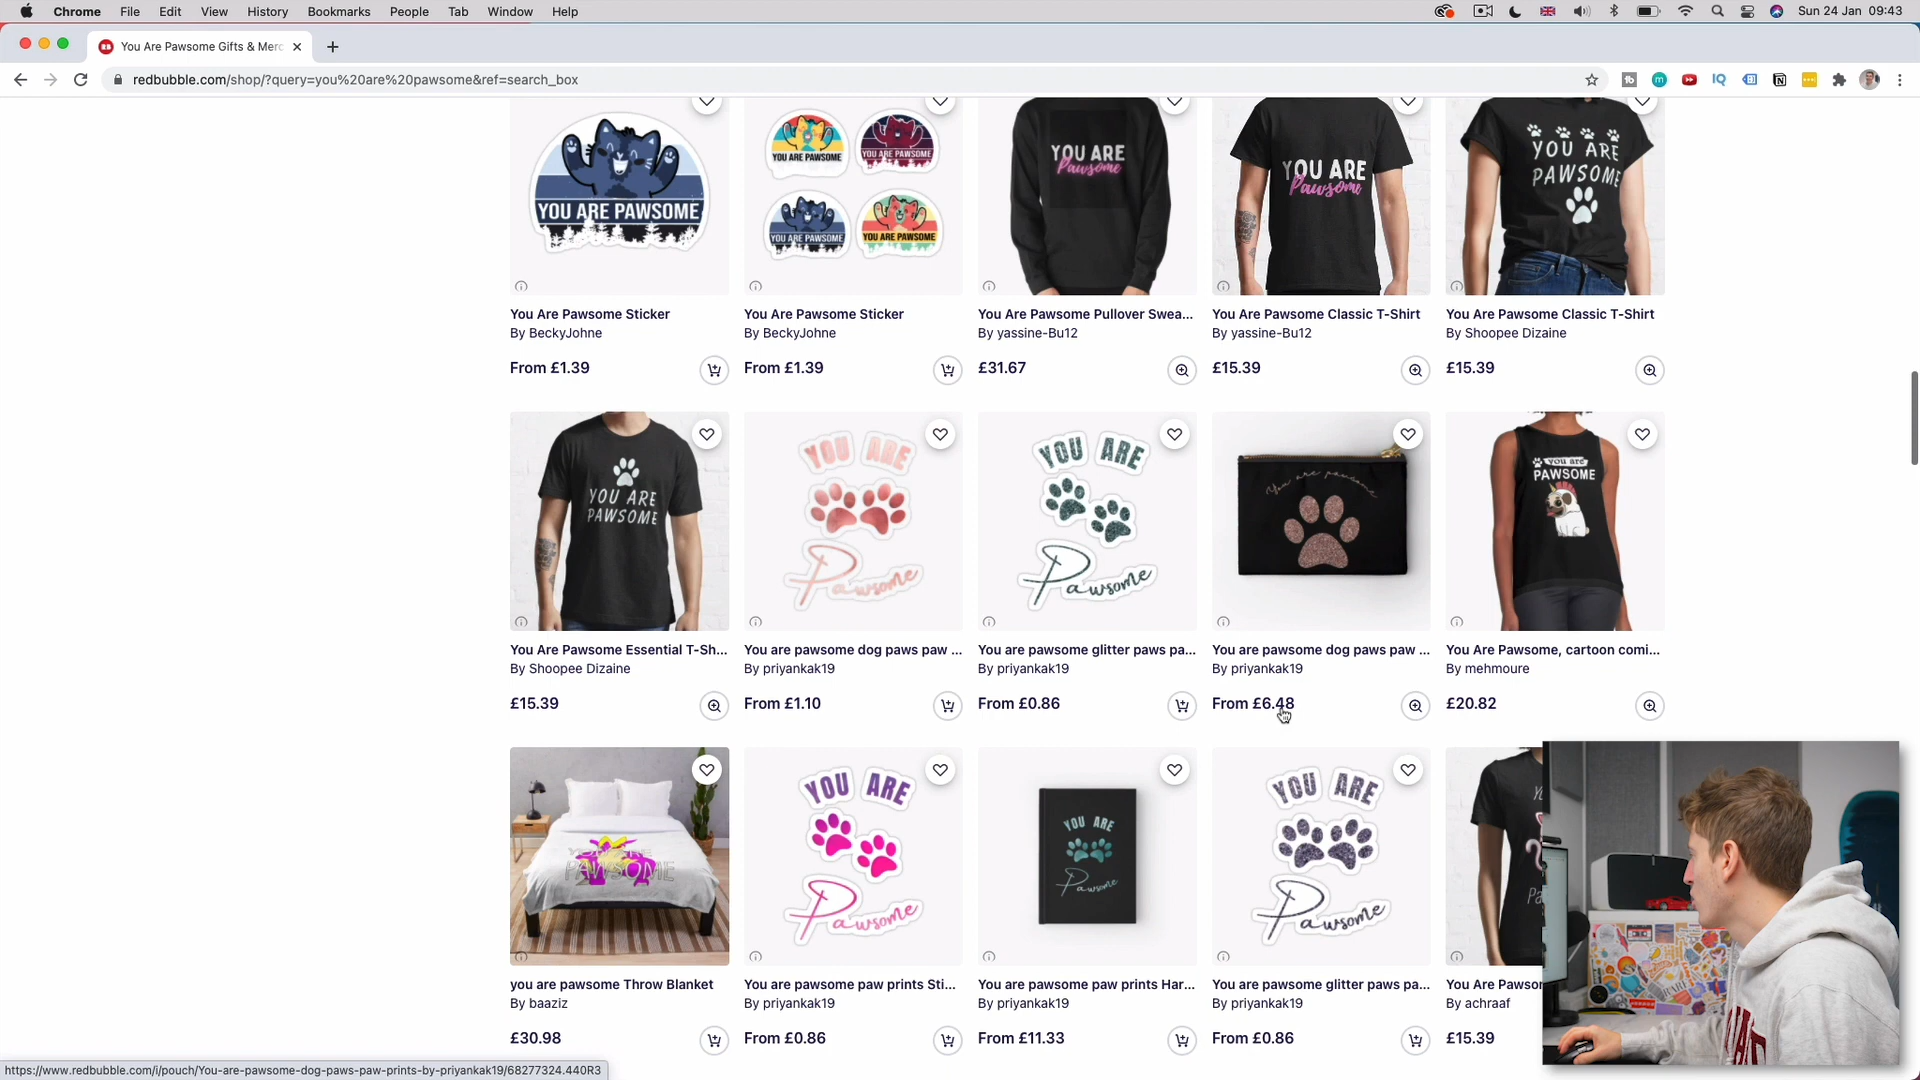 Chrome File Edit View History Bookmarks People Tab Window Help Sun 24 Jan 09:43
You Are Pawsome Gifts & Merc
redbubble.com/shop/?query=you%20are%20pawsome&ref=search_box
YOU ARE PAWSOME
YOU ARE PAWSOME YOU ARE PAWSOME
YOU ARE PAWSOME YOU ARE PAWSOME
YOU ARE
Pawsome
YOU ARE
Pawsome
YOU ARE
PAWSOME
You Are Pawsome Sticker
By BeckyJohne
From £1.39
You Are Pawsome Sticker
By BeckyJohne
From £1.39
You Are Pawsome Pullover Swea...
By yassine-Bu12
£31.67
You Are Pawsome Classic T-Shirt
By yassine-Bu12
£15.39
You Are Pawsome Classic T-Shirt
By Shoopee Dizaine
£15.39
YOU ARE
PAWSOME
YOU ARE
Pawsome
YOU ARE
Pawsome
You are pawsome
you are
PAWSOME
You Are Pawsome Essential T-Sh...
By Shoopee Dizaine
£15.39
You are pawsome dog paws paw ...
By priyankak19
From £1.10
You are pawsome glitter paws pa...
By priyankak19
From £0.86
You are pawsome dog paws paw ...
By priyankak19
From £6.48
You Are Pawsome, cartoon comi...
By mehmoure
£20.82
YOU ARE
PAWSOME
YOU ARE
Pawsome
YOU ARE
Pawsome
YOU ARE
Pawsome
you are pawsome Throw Blanket
By baaziz
£30.98
You are pawsome paw prints Sti...
By priyankak19
From £0.86
You are pawsome paw prints Har...
By priyankak19
From £11.33
You are pawsome glitter paws pa...
By priyankak19
From £0.86
You Are Pawso
By achraaf
£15.39
https://www.redbubble.com/i/pouch/You-are-pawsome-dog-paws-paw-prints-by-priyankak19/68277324.440R3